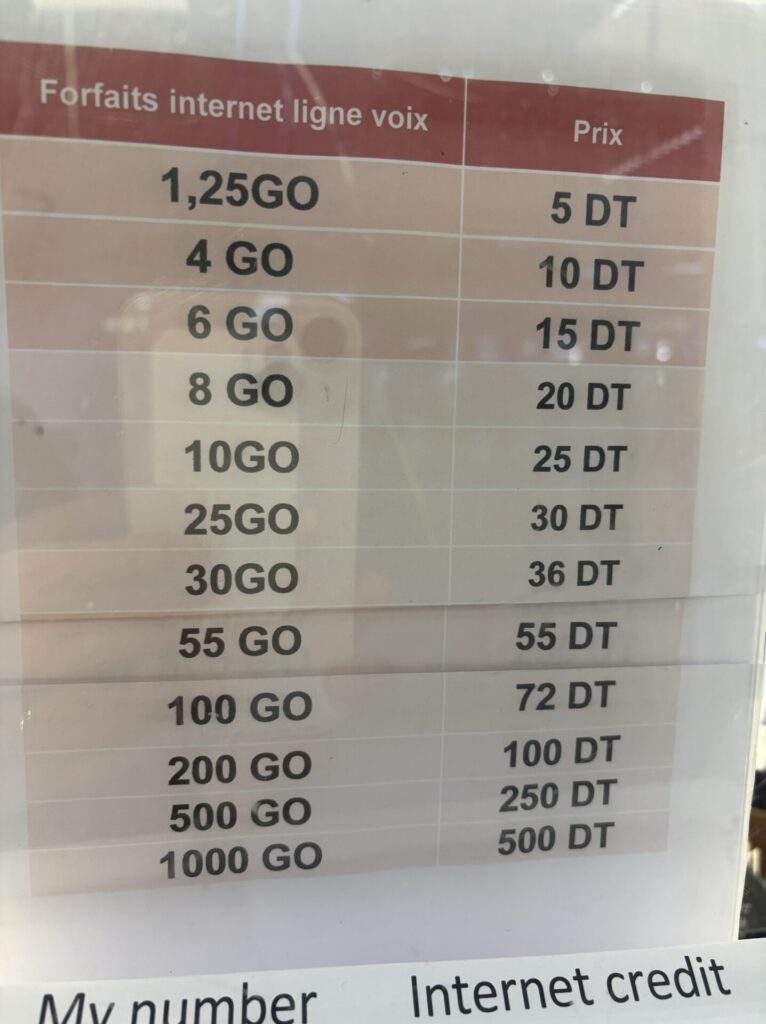 Forfaits internet ligne voix Prix
1,25GO 5 DT
4 GO 10 DT
6 GO 15 DT
8 GO 20 DT
10GO 25 DT
25GO 30 DT
30GO 36 DT
55 GO 55 DT
100 GO 72 DT
200 GO 100 DT
500 GO 250 DT
1000 GO 500 DT
My number Internet credit